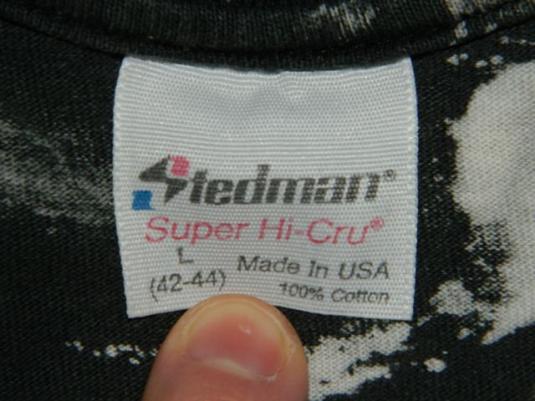 Stedman®
Super Hi-Cru®
L
(42-44)
Made In USA
100% Cotton